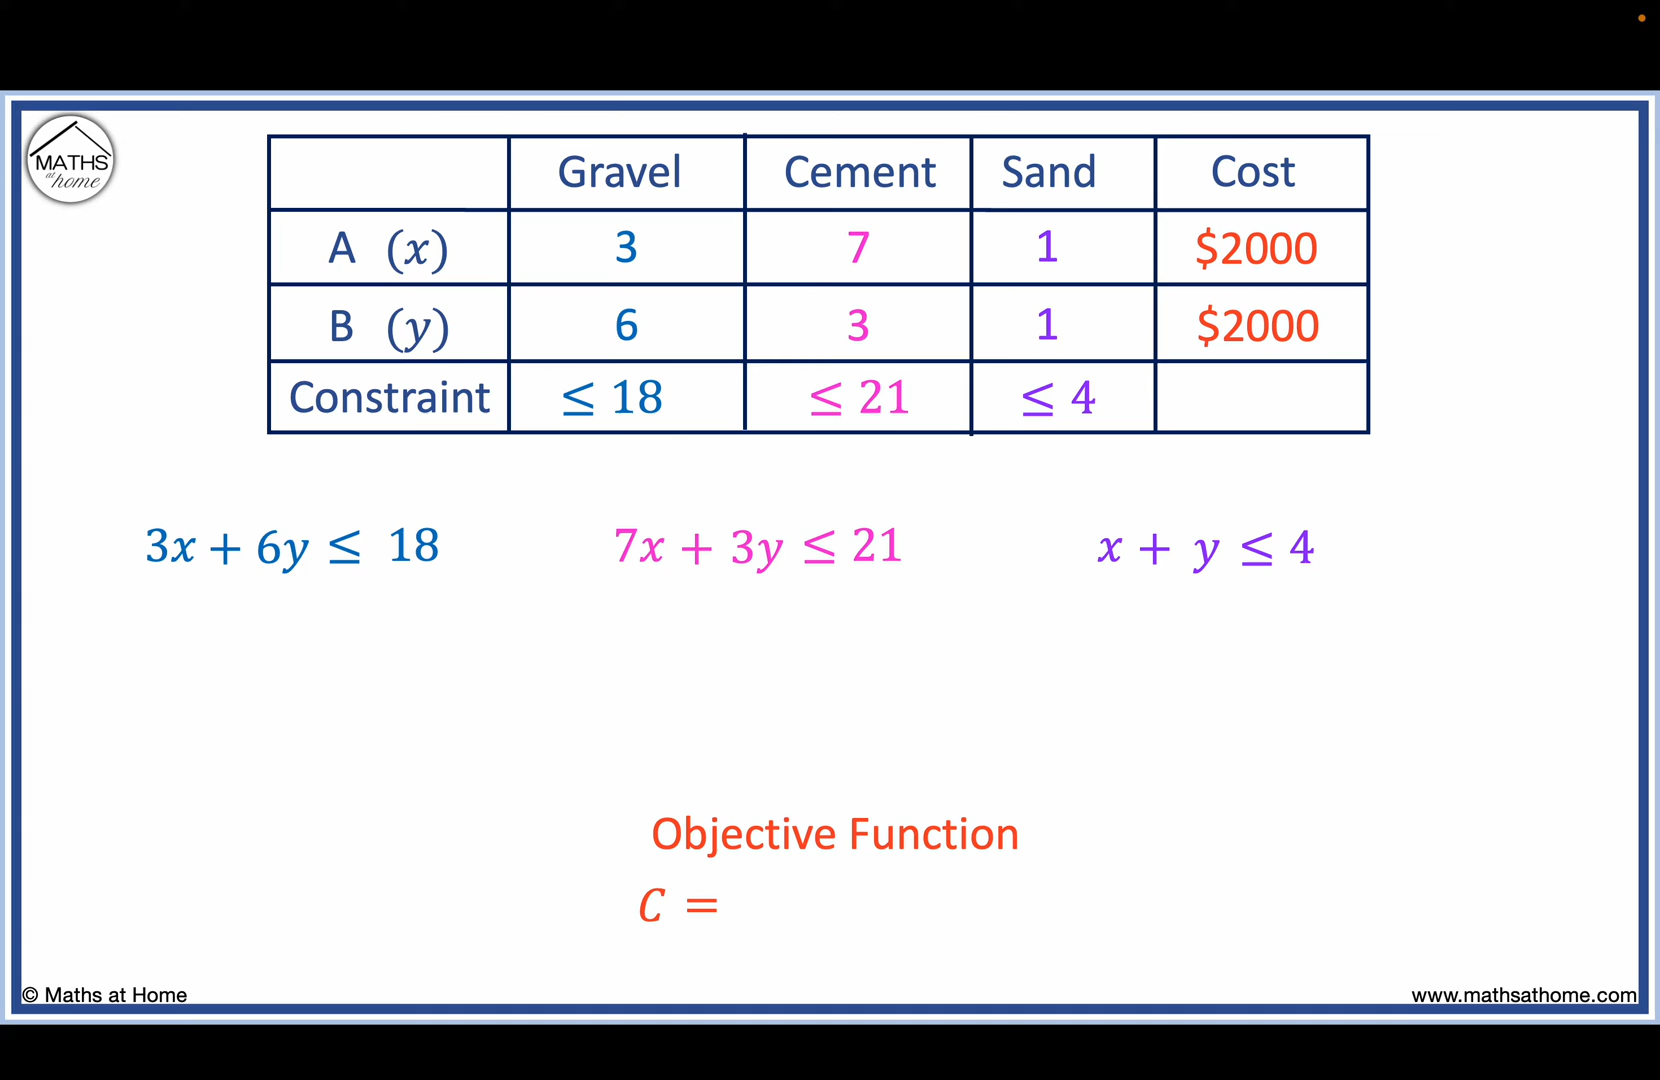 MATHS
at home
Gravel Cement Sand Cost
A (x) 3 7 1 $2000
B (y) 6 3 1 $2000
Constraint ≤ 18 ≤ 21 ≤ 4
3x + 6y ≤ 18 7x + 3y ≤ 21 x + y ≤ 4
Objective Function
C =
© Maths at Home www.mathsathome.com